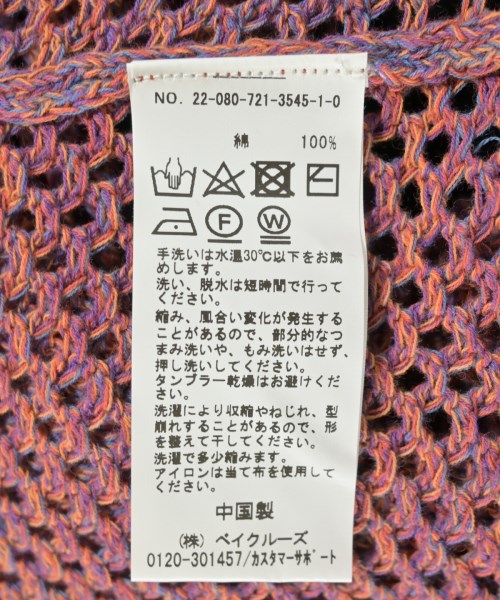 NO. 22-080-721-3545-1-0
綿 100%
F W
手洗いは水温30℃以下をお薦
めします。
洗い、脱水は短時間で行って
ください。
縮み、風合い変化が発生する
ことがあるので、部分的なつ
まみ洗いや、もみ洗いはせず、
押し洗いしてください。
タンブラー乾燥はお避けくだ
さい。
洗濯により収縮やねじれ、型
崩れすることがあるので、形
を整えて干してください。
洗濯で多少縮みます。
アイロンは当て布を使用して
ください。
中国製
(株) ベイクルーズ
0120-301457/カスタマーサポート